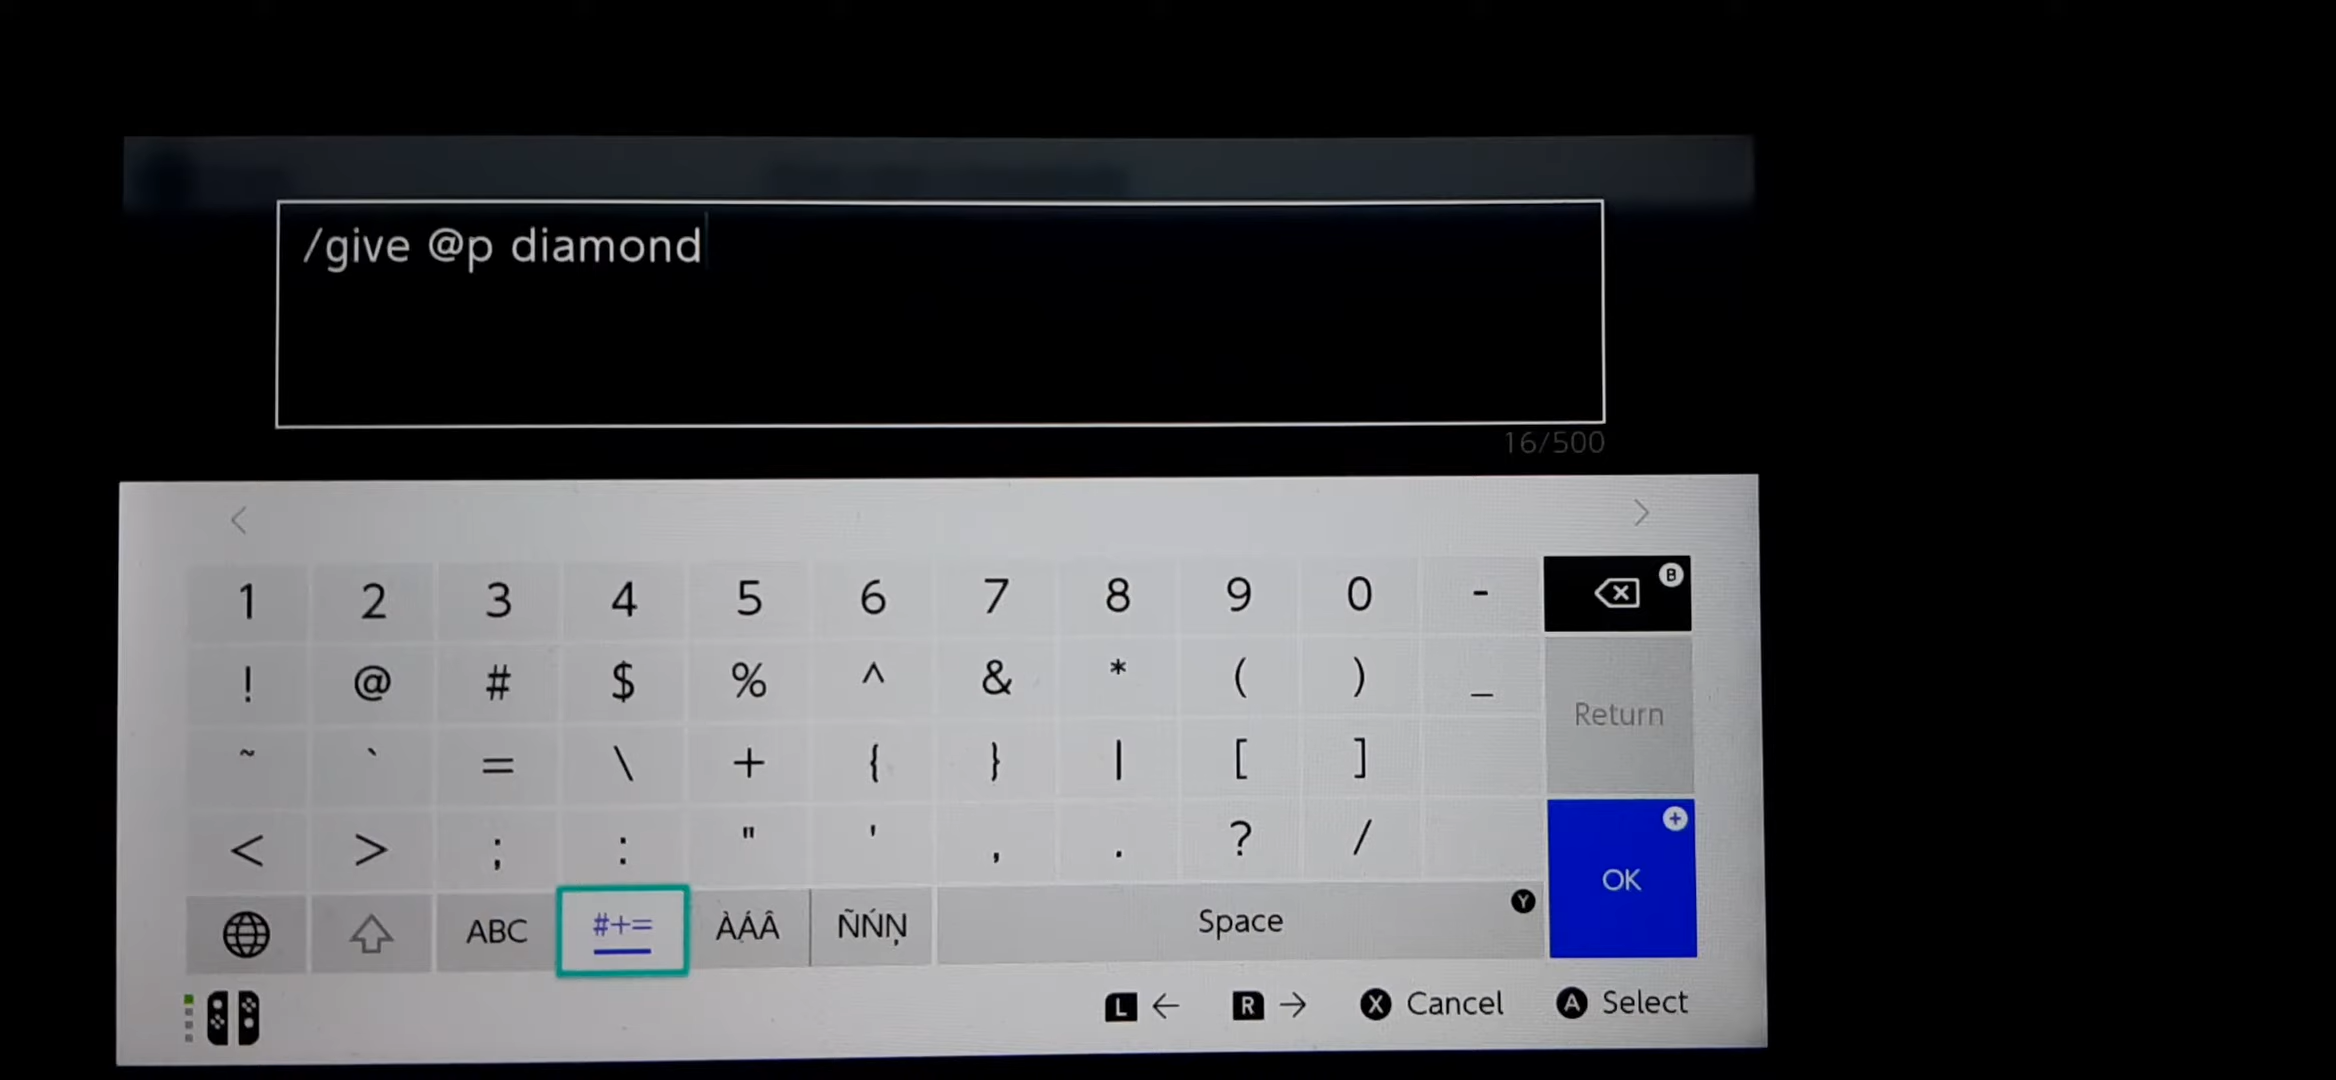 /give @p diamond
16/500
< >
1 2 3 4 5 6 7 8 9 0 - B
! @ # $ % ^ & * ( ) _ Return
~ ` = \ + { } | [ ]
< > ; : " ' , . ? / + OK
ABC #+= ÀÁÂ ÑŃŅ Space Y
L ← R → X Cancel A Select